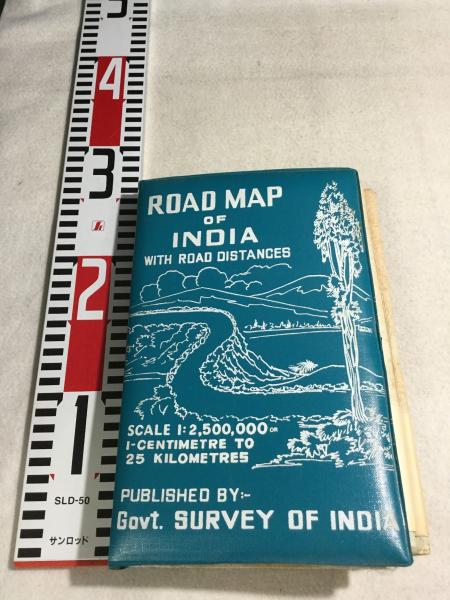 5
4
3
2
1
SLD-50
サンロッド
ROAD MAP
OF
INDIA
WITH ROAD DISTANCES
SCALE 1:2,500,000 OR
1-CENTIMETRE TO
25 KILOMETRES
PUBLISHED BY:-
Govt. SURVEY OF INDIA